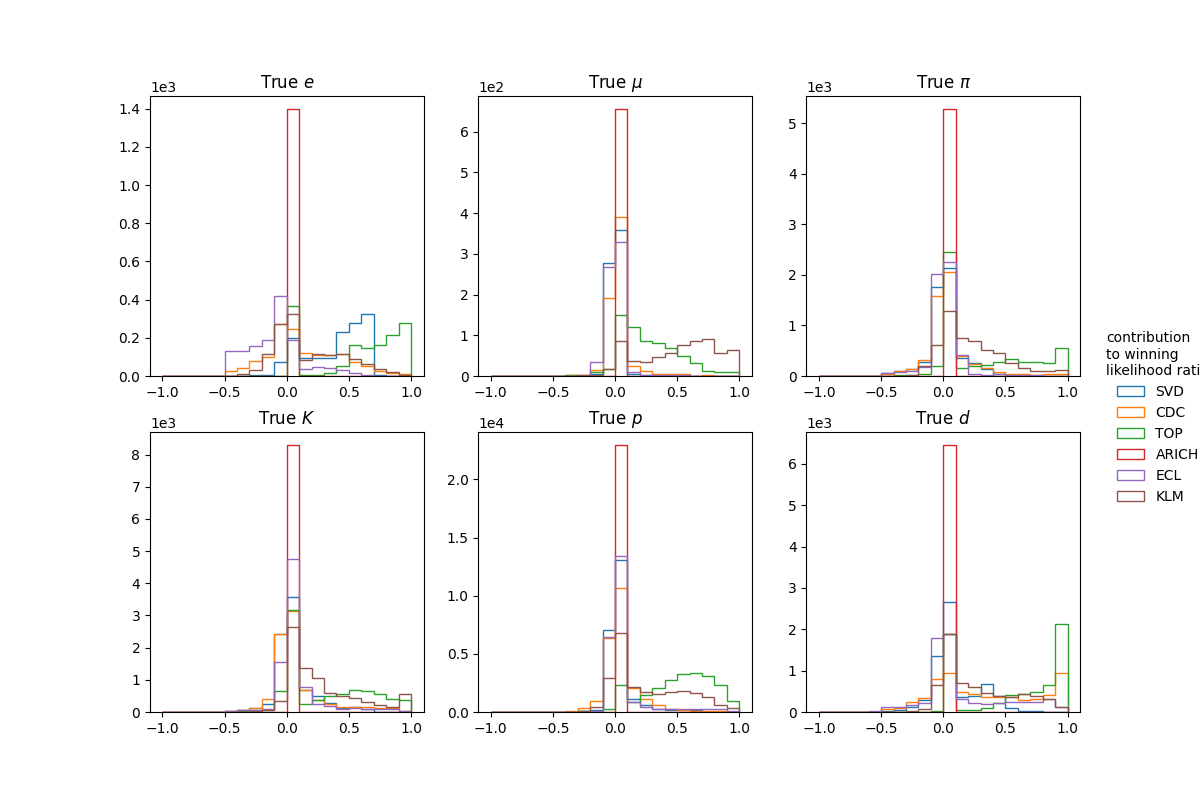 1e3 True e
1.4
1.2
1.0
0.8
0.6
0.4
0.2
0.0
−1.0 −0.5 0.0 0.5 1.0
1e2 True μ
6
5
4
3
2
1
0
−1.0 −0.5 0.0 0.5 1.0
1e3 True π
5
4
3
2
1
0
−1.0 −0.5 0.0 0.5 1.0
1e3 True K
8
7
6
5
4
3
2
1
0
−1.0 −0.5 0.0 0.5 1.0
1e4 True p
2.0
1.5
1.0
0.5
0.0
−1.0 −0.5 0.0 0.5 1.0
1e3 True d
6
5
4
3
2
1
0
−1.0 −0.5 0.0 0.5 1.0
contribution
to winning
likelihood rati
SVD
CDC
TOP
ARICH
ECL
KLM